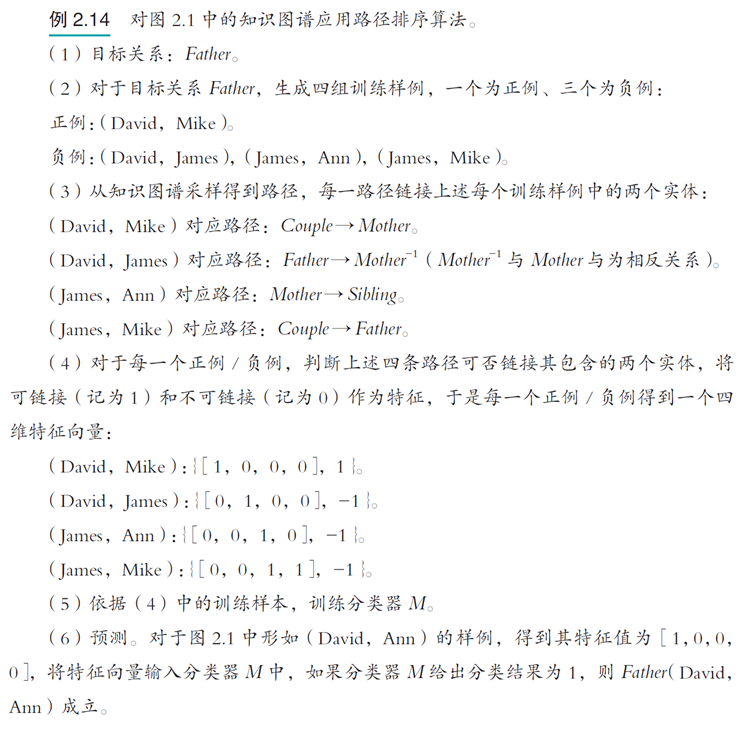 例 2.14 对图 2.1 中的知识图谱应用路径排序算法。
(1)目标关系:Father。
(2)对于目标关系 Father,生成四组训练样例,一个为正例、三个为负例:
正例:(David, Mike)。
负例:(David, James),(James, Ann),(James, Mike)。
(3)从知识图谱采样得到路径,每一路径链接上述每个训练样例中的两个实体:
(David, Mike)对应路径:Couple→Mother。
(David, James)对应路径:Father→Mother⁻¹(Mother⁻¹ 与 Mother 与为相反关系)。
(James, Ann)对应路径:Mother→Sibling。
(James, Mike)对应路径:Couple→Father。
(4)对于每一个正例/负例,判断上述四条路径可否链接其包含的两个实体,将
可链接(记为 1)和不可链接(记为 0)作为特征,于是每一个正例/负例得到一个四
维特征向量:
(David, Mike):{[1, 0, 0, 0], 1}。
(David, James):{[0, 1, 0, 0], −1}。
(James, Ann):{[0, 0, 1, 0], −1}。
(James, Mike):{[0, 0, 1, 1], −1}。
(5)依据(4)中的训练样本,训练分类器 M。
(6)预测。对于图 2.1 中形如(David, Ann)的样例,得到其特征值为[1, 0, 0,
0],将特征向量输入分类器 M 中,如果分类器 M 给出分类结果为 1,则 Father(David,
Ann)成立。